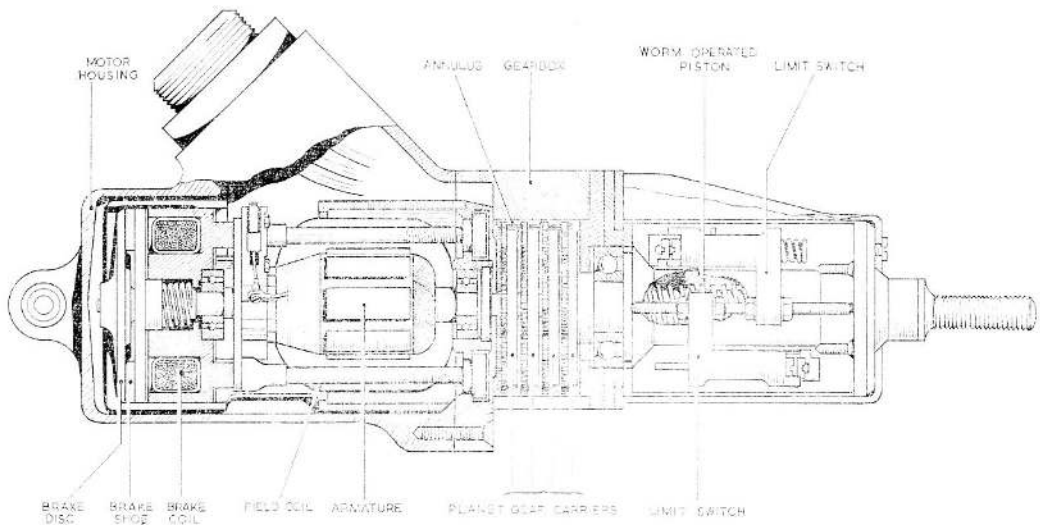 MOTOR
HOUSING
ANNULUS
GEARBOX
WORM OPERATED
PISTON
LIMIT SWITCH
BRAKE
DISC
BRAKE
SHOE
BRAKE
COIL
FIELD COIL
ARMATURE
PLANET GEAR CARRIERS
LIMIT SWITCH